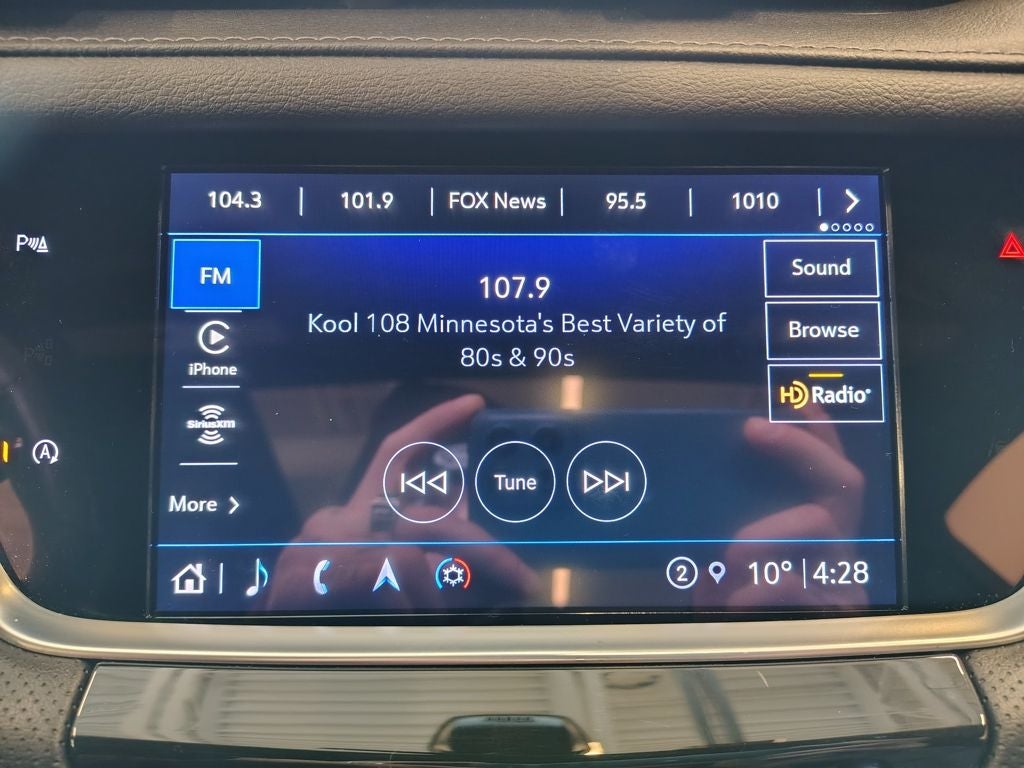 104.3 | 101.9 | FOX News | 95.5 | 1010
FM
107.9
Kool 108 Minnesota's Best Variety of
80s & 90s
Sound
Browse
HD Radio®
iPhone
SiriusXM
More
Tune
2
10° | 4:28
P
A